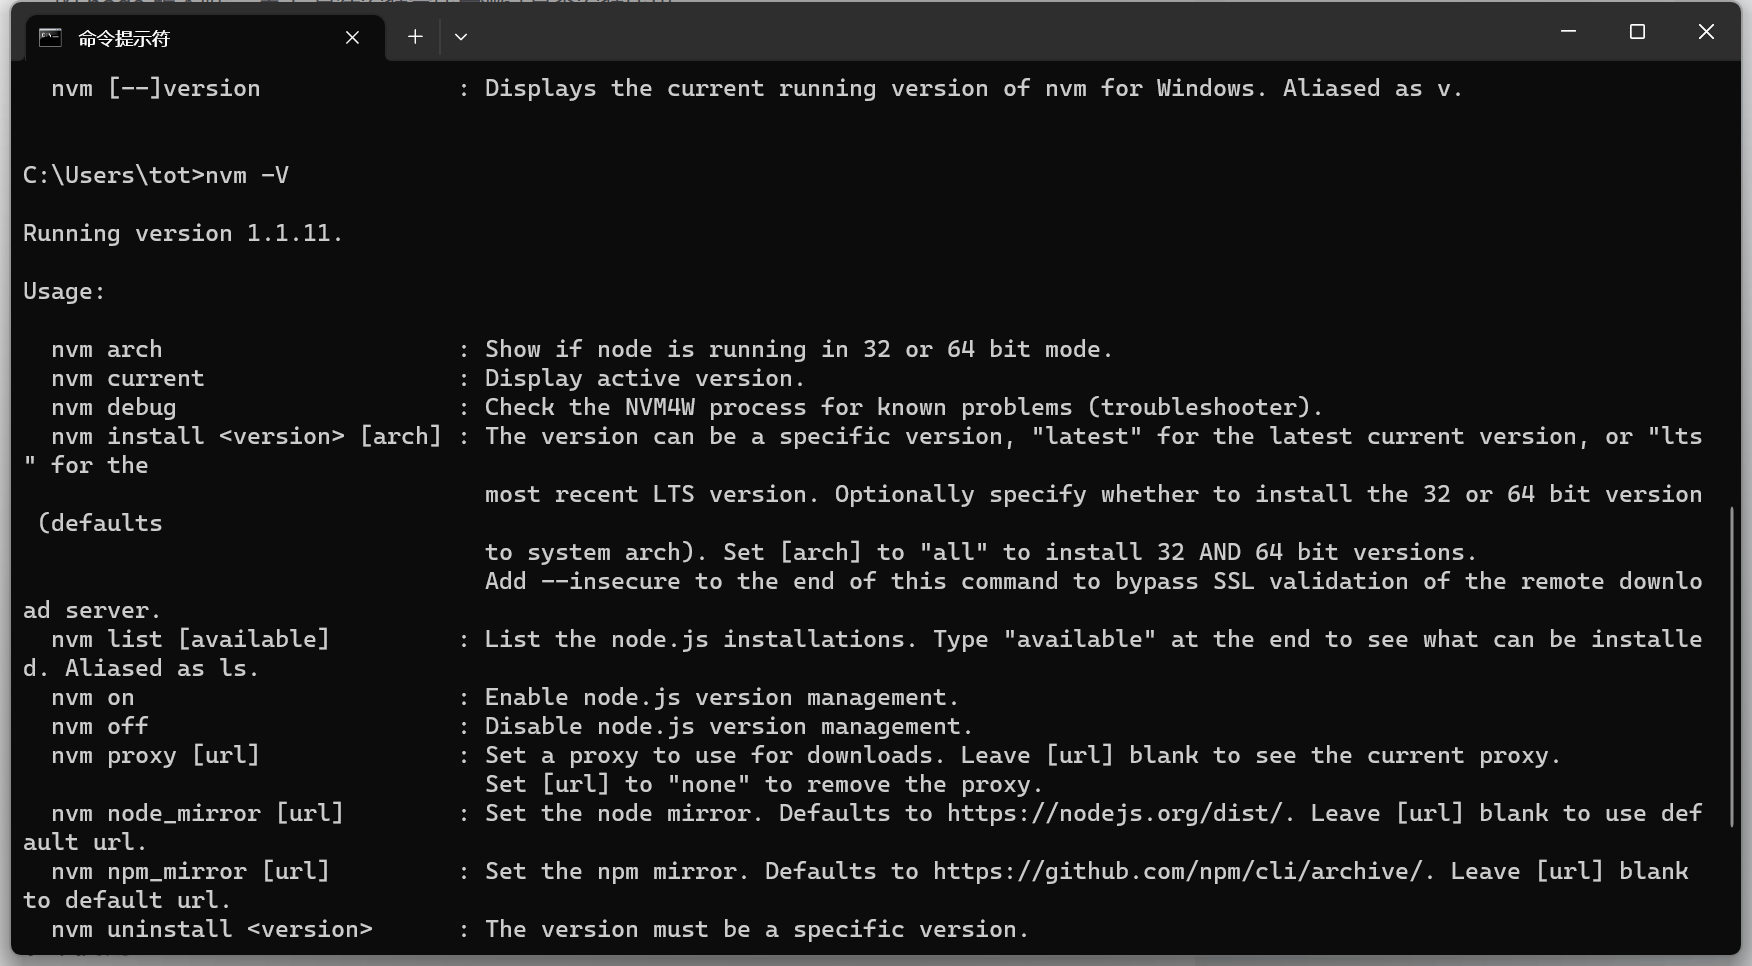 命令提示符
nvm [--]version : Displays the current running version of nvm for Windows. Aliased as v.
C:\Users\tot>nvm -V
Running version 1.1.11.
Usage:
nvm arch : Show if node is running in 32 or 64 bit mode.
nvm current : Display active version.
nvm debug : Check the NVM4W process for known problems (troubleshooter).
nvm install <version> [arch] : The version can be a specific version, "latest" for the latest current version, or "lts
" for the
most recent LTS version. Optionally specify whether to install the 32 or 64 bit version
(defaults
to system arch). Set [arch] to "all" to install 32 AND 64 bit versions.
Add --insecure to the end of this command to bypass SSL validation of the remote downlo
ad server.
nvm list [available] : List the node.js installations. Type "available" at the end to see what can be installe
d. Aliased as ls.
nvm on : Enable node.js version management.
nvm off : Disable node.js version management.
nvm proxy [url] : Set a proxy to use for downloads. Leave [url] blank to see the current proxy.
Set [url] to "none" to remove the proxy.
nvm node_mirror [url] : Set the node mirror. Defaults to https://nodejs.org/dist/. Leave [url] blank to use def
ault url.
nvm npm_mirror [url] : Set the npm mirror. Defaults to https://github.com/npm/cli/archive/. Leave [url] blank
to default url.
nvm uninstall <version> : The version must be a specific version.